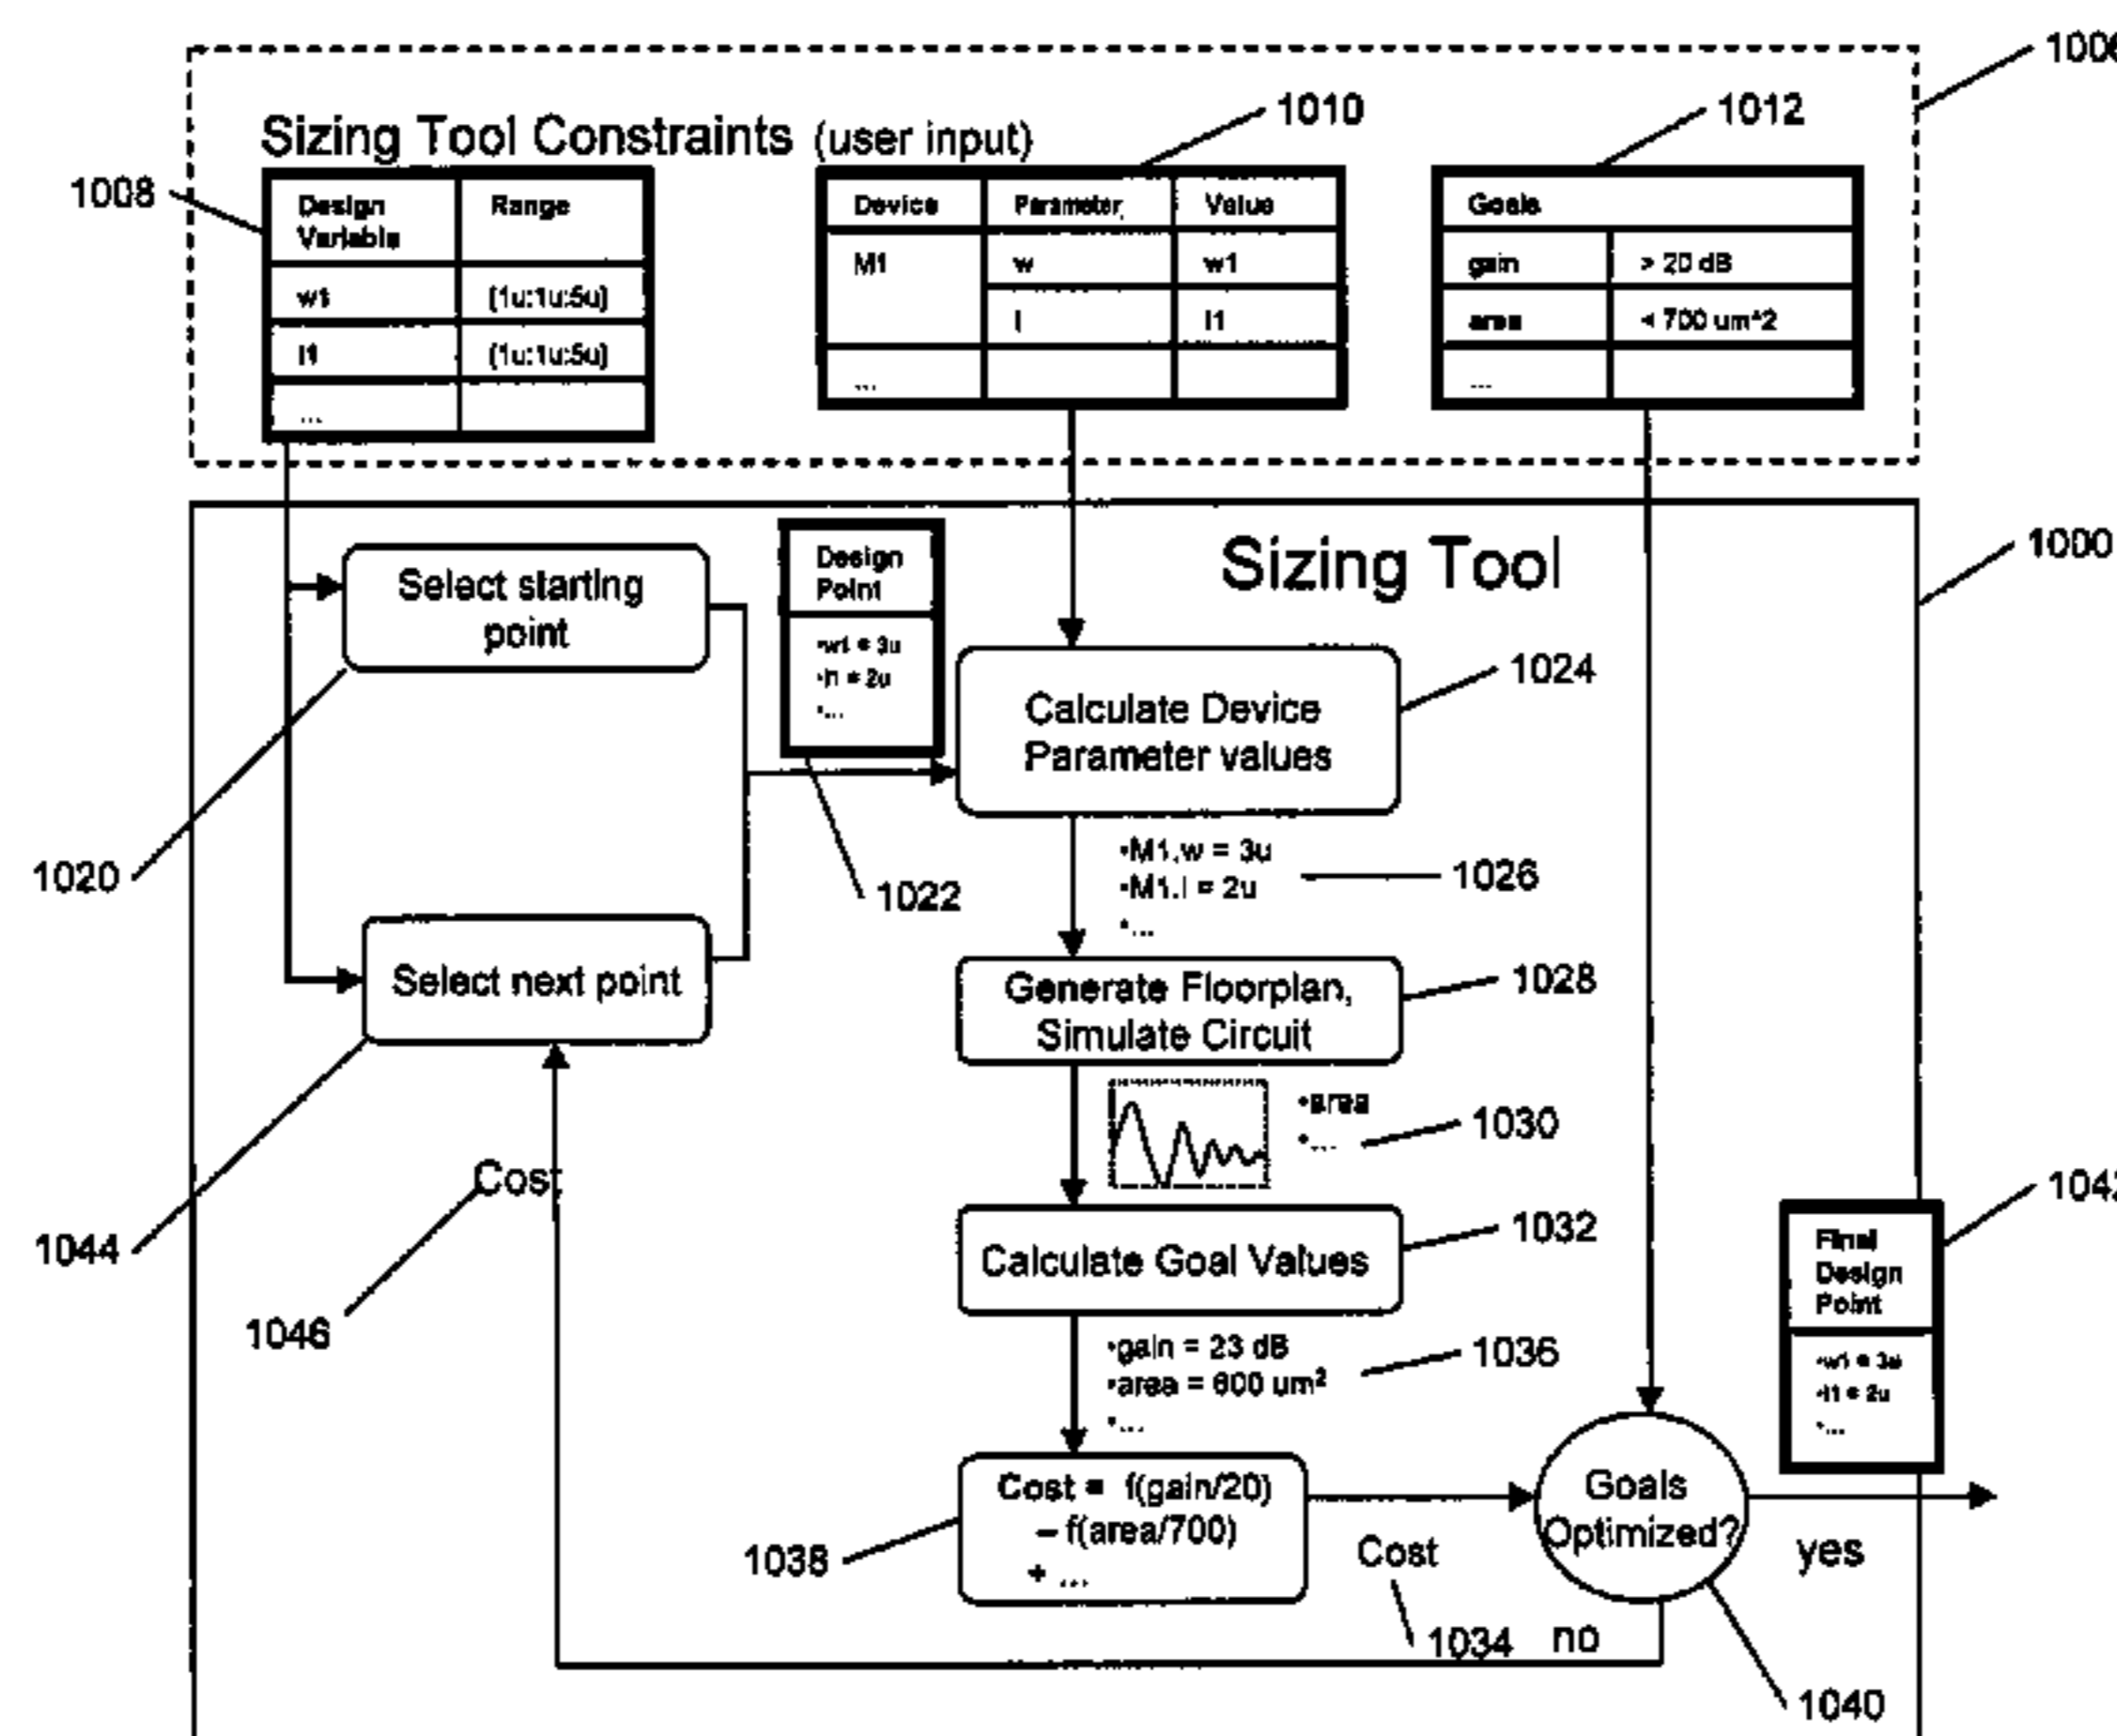 1006
Sizing Tool Constraints (user input)
1010
1012
1008
Design
Variable
Range
w1
[1u:1u:5u]
l1
[1u:1u:5u]
...
Device
Parameter
Value
M1
w
w1
l
l1
...
Goals
gain
> 20 dB
area
< 700 um^2
...
Sizing Tool
1000
Select starting
point
Design
Point
•w1 = 3u
•l1 = 2u
•...
Calculate Device
Parameter values
1024
1020
1022
•M1.w = 3u
•M1.l = 2u
•...
1026
Select next point
Generate Floorplan,
Simulate Circuit
1028
•area
•...
1030
Cost
1044
1046
Calculate Goal Values
1032
•gain = 23 dB
•area = 600 um²
•...
1036
Final
Design
Point
•w1 = 3u
•l1 = 2u
•...
Cost = f(gain/20)
– f(area/700)
+ ...
1038
Cost
1034
Goals
Optimized?
yes
no
1040